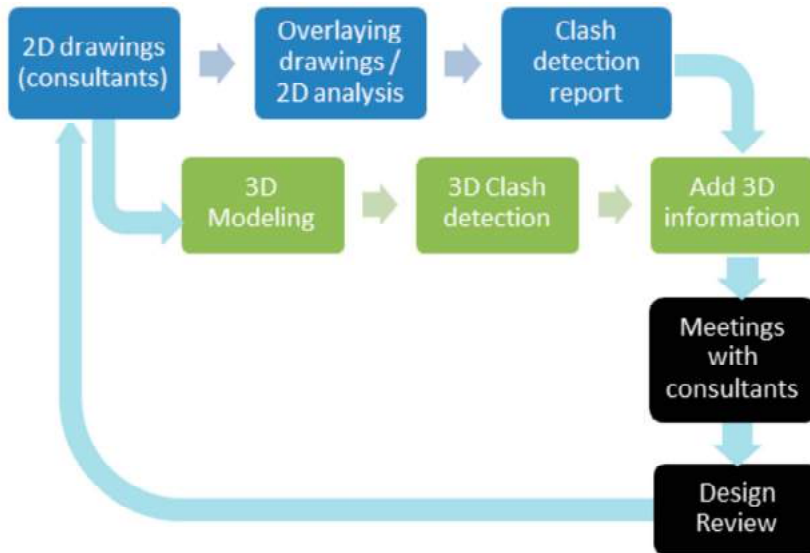 2D drawings
(consultants)
Overlaying
drawings /
2D analysis
Clash
detection
report
3D
Modeling
3D Clash
detection
Add 3D
information
Meetings
with
consultants
Design
Review